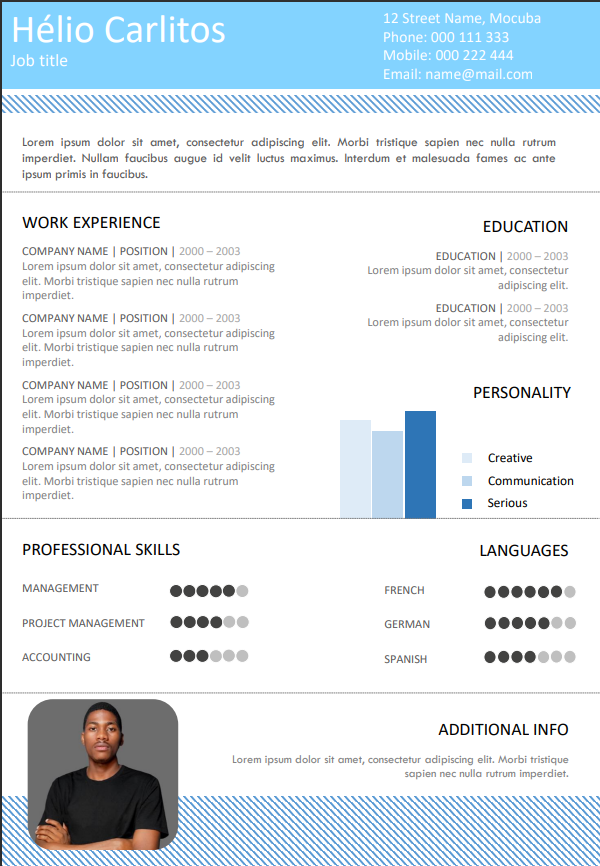 Hélio Carlitos
Job title
12 Street Name, Mocuba
Phone: 000 111 333
Mobile: 000 222 444
Email: name@mail.com
Lorem ipsum dolor sit amet, consectetur adipiscing elit. Morbi tristique sapien nec nulla rutrum
imperdiet. Nullam faucibus augue id velit luctus maximus. Interdum et malesuada fames ac ante
ipsum primis in faucibus.
WORK EXPERIENCE
COMPANY NAME | POSITION | 2000 – 2003
Lorem ipsum dolor sit amet, consectetur adipiscing
elit. Morbi tristique sapien nec nulla rutrum
imperdiet.
COMPANY NAME | POSITION | 2000 – 2003
Lorem ipsum dolor sit amet, consectetur adipiscing
elit. Morbi tristique sapien nec nulla rutrum
imperdiet.
COMPANY NAME | POSITION | 2000 – 2003
Lorem ipsum dolor sit amet, consectetur adipiscing
elit. Morbi tristique sapien nec nulla rutrum
imperdiet.
COMPANY NAME | POSITION | 2000 – 2003
Lorem ipsum dolor sit amet, consectetur adipiscing
elit. Morbi tristique sapien nec nulla rutrum
imperdiet.
EDUCATION
EDUCATION | 2000 – 2003
Lorem ipsum dolor sit amet, consectetur
adipiscing elit.
EDUCATION | 2000 – 2003
Lorem ipsum dolor sit amet, consectetur
adipiscing elit.
PERSONALITY
Creative
Communication
Serious
PROFESSIONAL SKILLS
MANAGEMENT
PROJECT MANAGEMENT
ACCOUNTING
LANGUAGES
FRENCH
GERMAN
SPANISH
ADDITIONAL INFO
Lorem ipsum dolor sit amet, consectetur adipiscing elit. Morbi tristique
sapien nec nulla rutrum imperdiet.